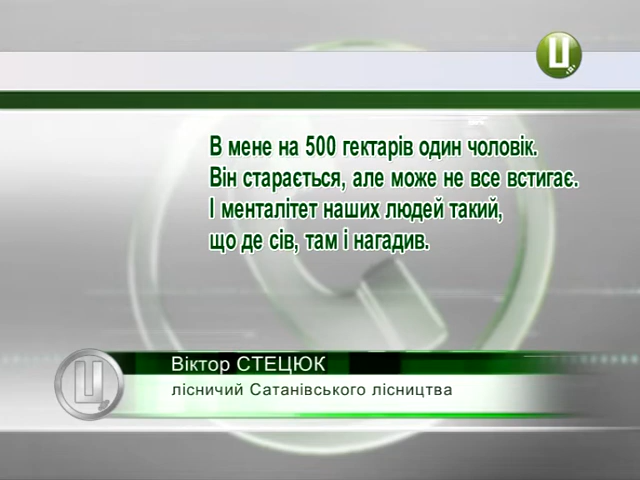 Ц
В мене на 500 гектарів один чоловік.
Він старається, але може не все встигає.
І менталітет наших людей такий,
що де сів, там і нагадив.
Віктор СТЕЦЮК
лісничий Сатанівського лісництва
Ц